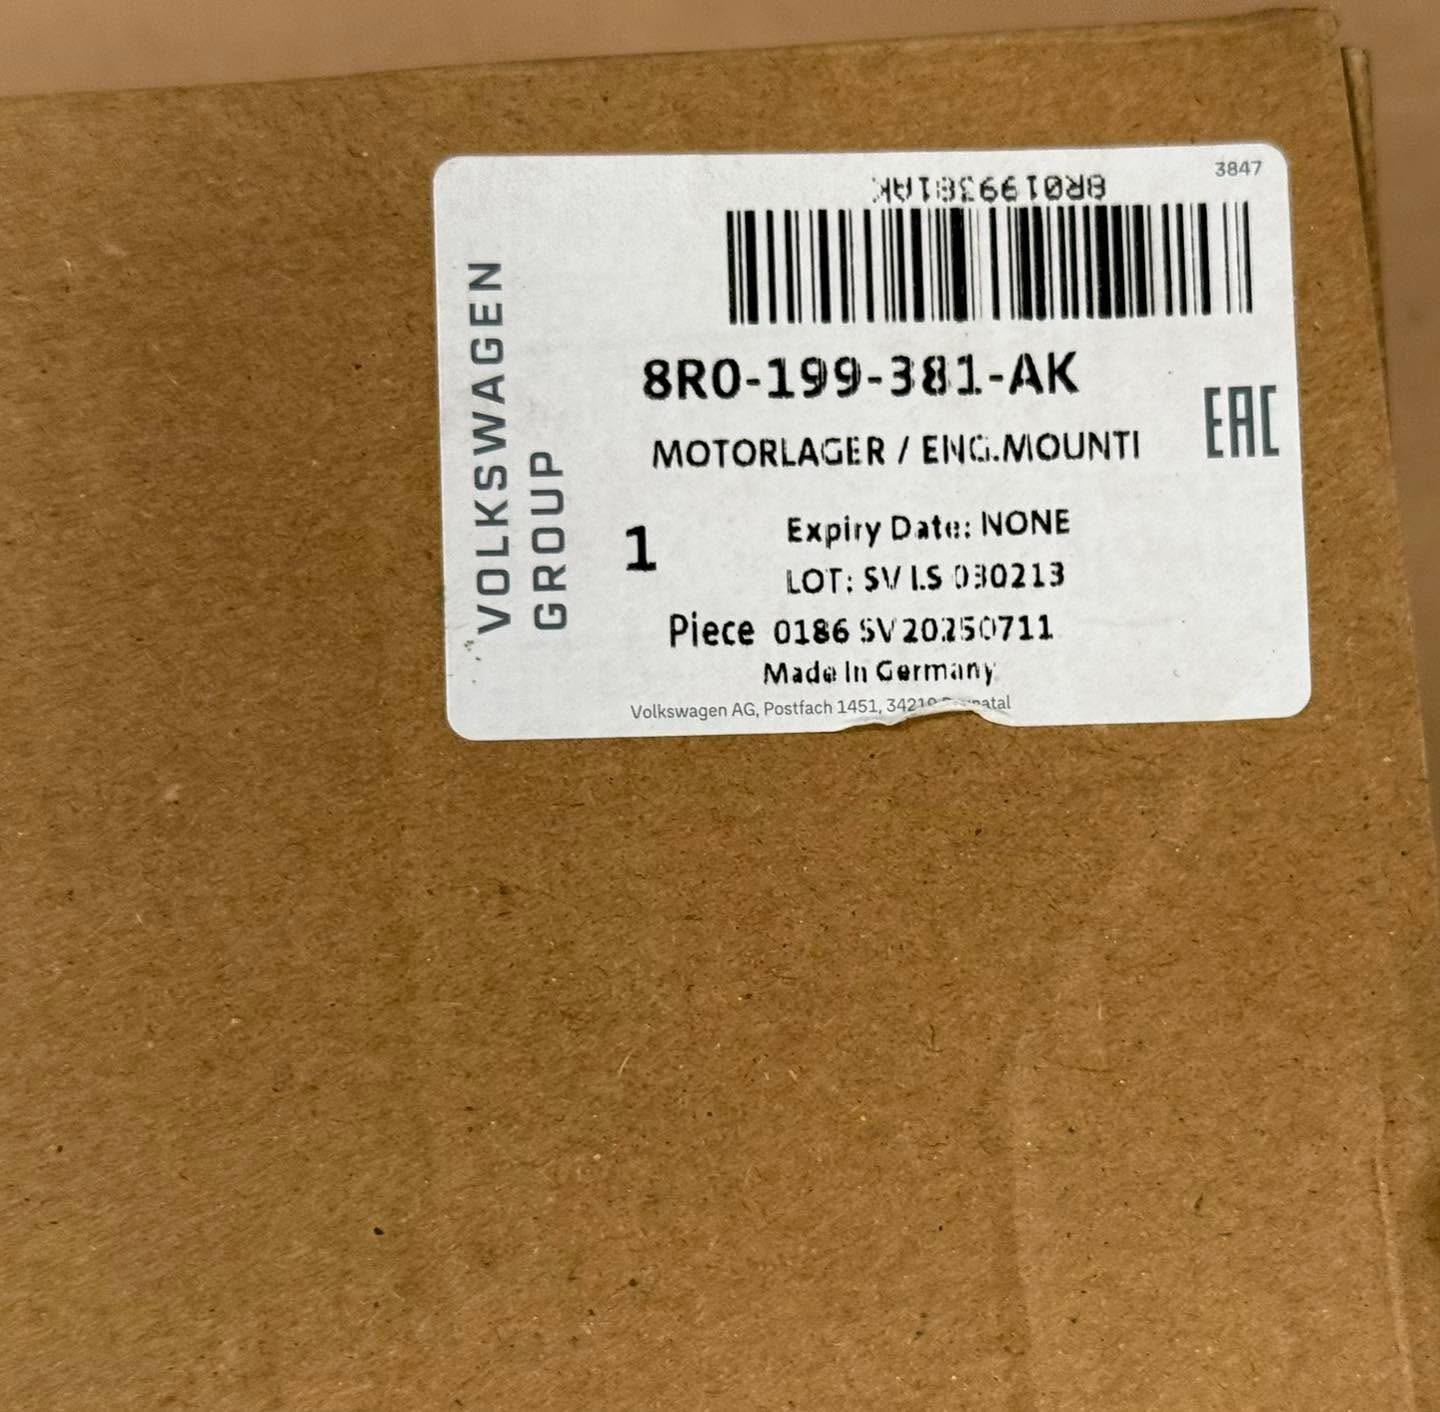 3847
8R0199381AK
8R0-199-381-AK
EAC
MOTORLAGER / ENG.MOUNTI
VOLKSWAGEN
GROUP
1
Expiry Date: NONE
LOT: SV LS 030213
Piece 0186 SV 20250711
Made In Germany
Volkswagen AG, Postfach 1451,